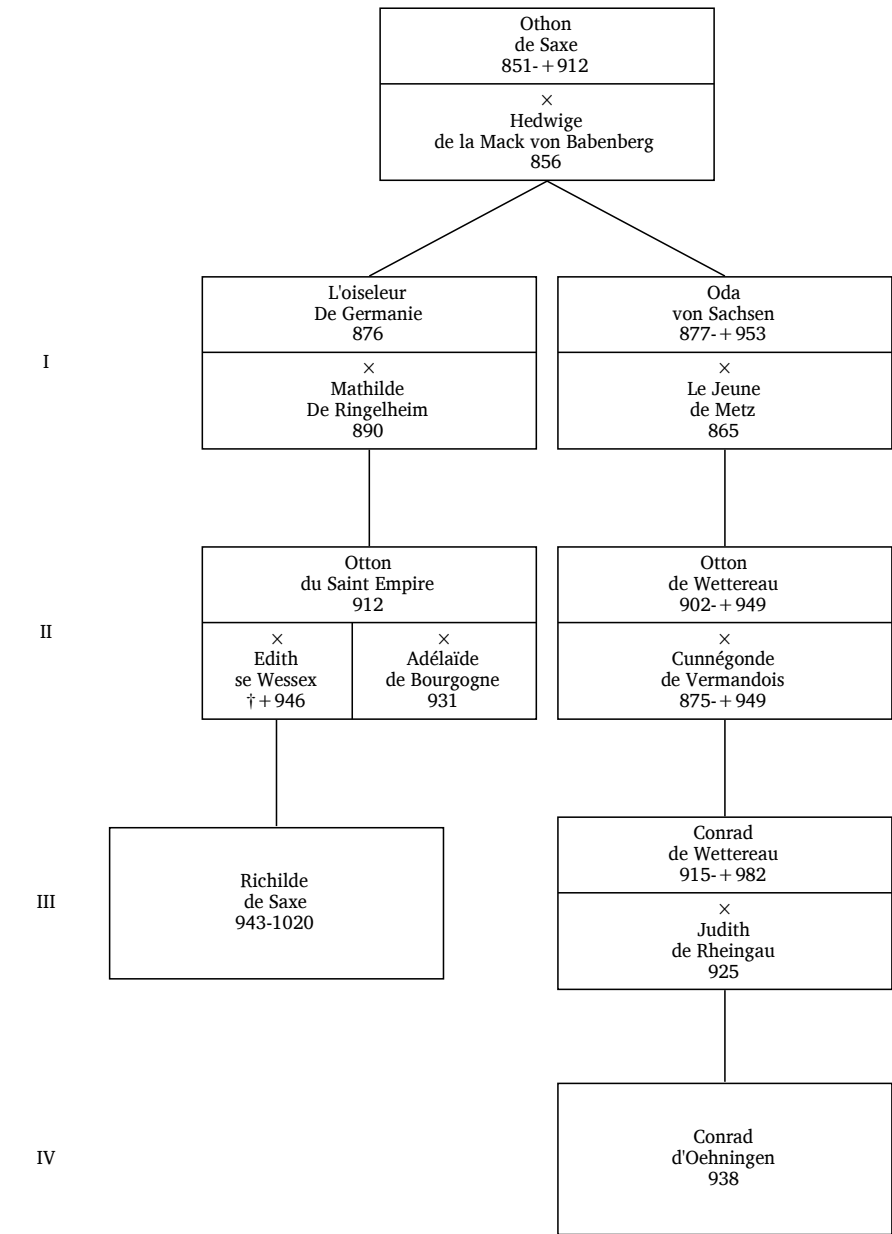 Othon
de Saxe
851-+912
×
Hedwige
de la Mack von Babenberg
856
I
L'oiseleur
De Germanie
876
×
Mathilde
De Ringelheim
890
Oda
von Sachsen
877-+953
×
Le Jeune
de Metz
865
II
Otton
du Saint Empire
912
×
Edith
se Wessex
†+946
×
Adélaïde
de Bourgogne
931
Otton
de Wettereau
902-+949
×
Cunnégonde
de Vermandois
875-+949
III
Richilde
de Saxe
943-1020
Conrad
de Wettereau
915-+982
×
Judith
de Rheingau
925
IV
Conrad
d'Oehningen
938